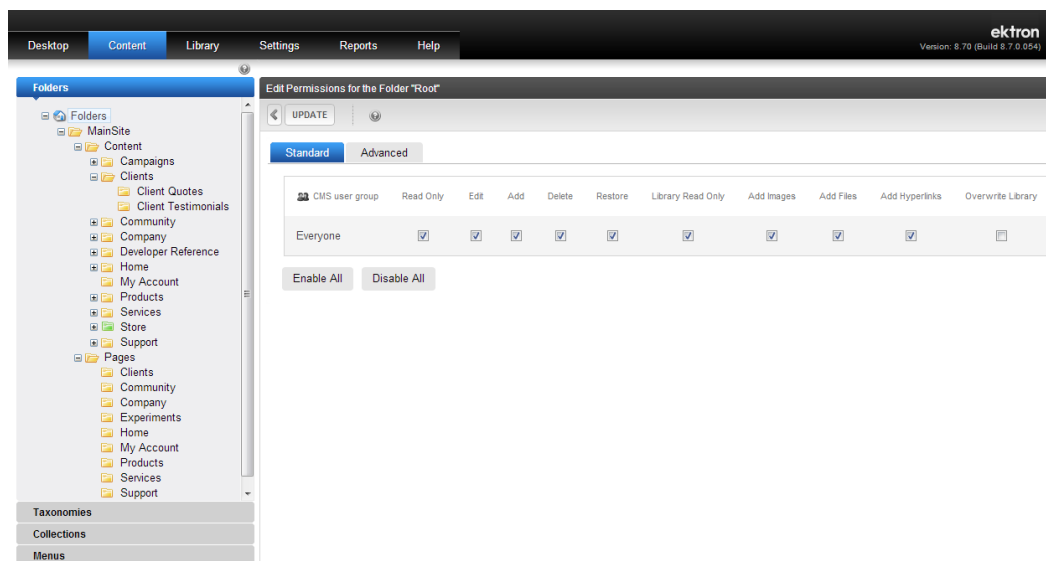 ektron
Desktop Content Library Settings Reports Help
Version: 8.70 (Build 8.7.0.054)
Folders
Folders
MainSite
Content
Campaigns
Clients
Client Quotes
Client Testimonials
Community
Company
Developer Reference
Home
My Account
Products
Services
Store
Support
Pages
Clients
Community
Company
Experiments
Home
My Account
Products
Services
Support
Taxonomies
Collections
Menus
Edit Permissions for the Folder "Root"
UPDATE
Standard Advanced
CMS user group Read Only Edit Add Delete Restore Library Read Only Add Images Add Files Add Hyperlinks Overwrite Library
Everyone
Enable All Disable All